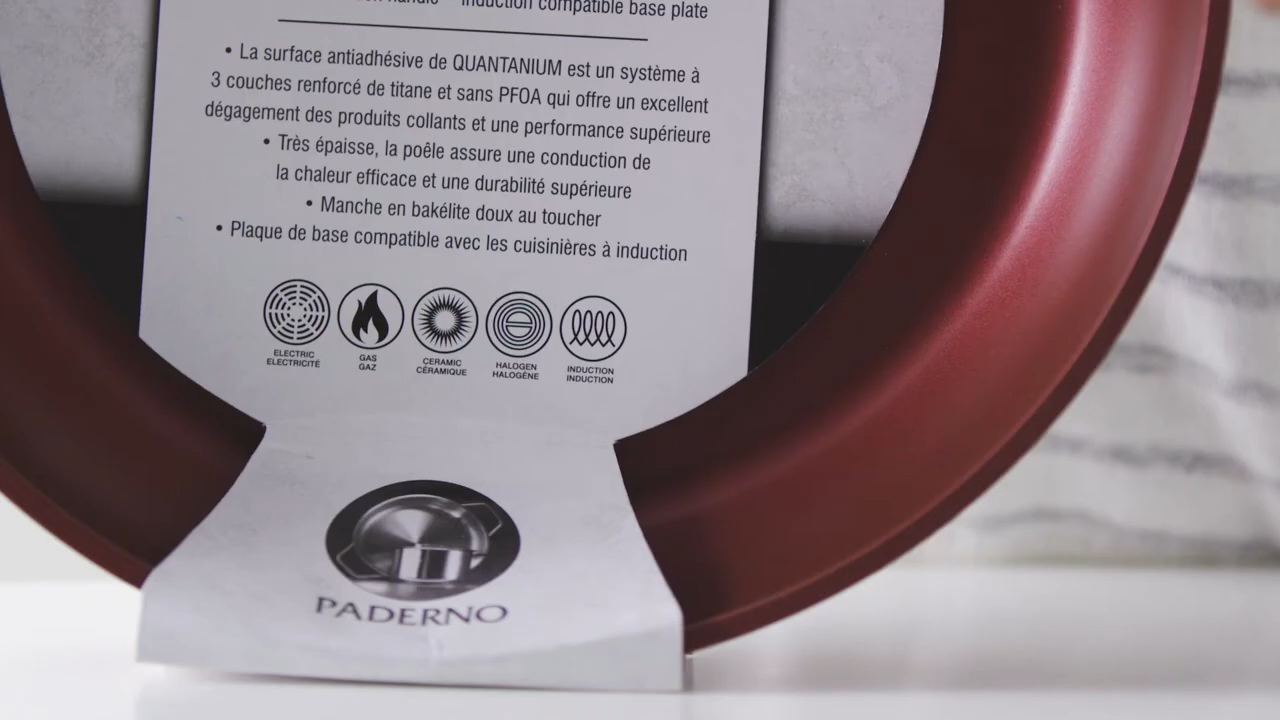 handle • Induction compatible base plate
• La surface antiadhésive de QUANTANIUM est un système à
3 couches renforcé de titane et sans PFOA qui offre un excellent
dégagement des produits collants et une performance supérieure
• Très épaisse, la poêle assure une conduction de
la chaleur efficace et une durabilité supérieure
• Manche en bakélite doux au toucher
• Plaque de base compatible avec les cuisinières à induction
ELECTRIC
ELECTRICITÉ
GAS
GAZ
CERAMIC
CÉRAMIQUE
HALOGEN
HALOGÈNE
INDUCTION
INDUCTION
PADERNO